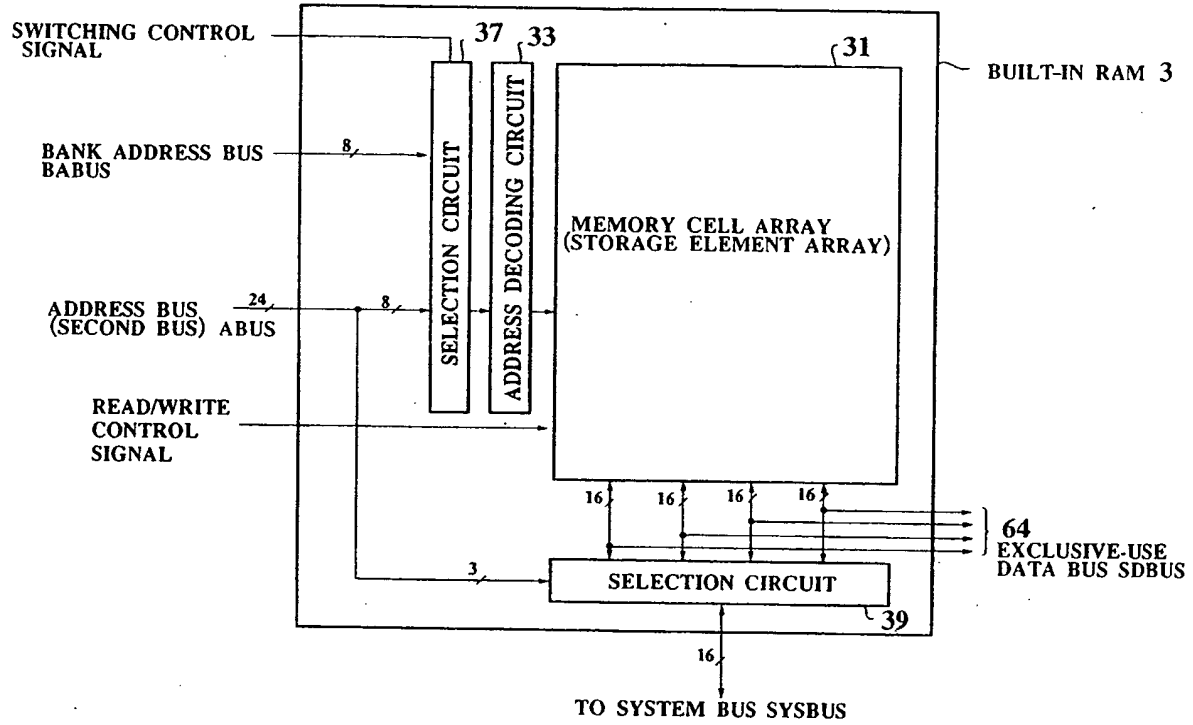 SWITCHING CONTROL
SIGNAL
37
33
31
BUILT-IN RAM 3
BANK ADDRESS BUS
BABUS
8
SELECTION CIRCUIT
ADDRESS DECODING CIRCUIT
MEMORY CELL ARRAY
(STORAGE ELEMENT ARRAY)
ADDRESS BUS
(SECOND BUS) ABUS
24
8
READ/WRITE
CONTROL
SIGNAL
16
16
16
16
64
EXCLUSIVE-USE
DATA BUS SDBUS
3
SELECTION CIRCUIT
39
16
TO SYSTEM BUS SYSBUS